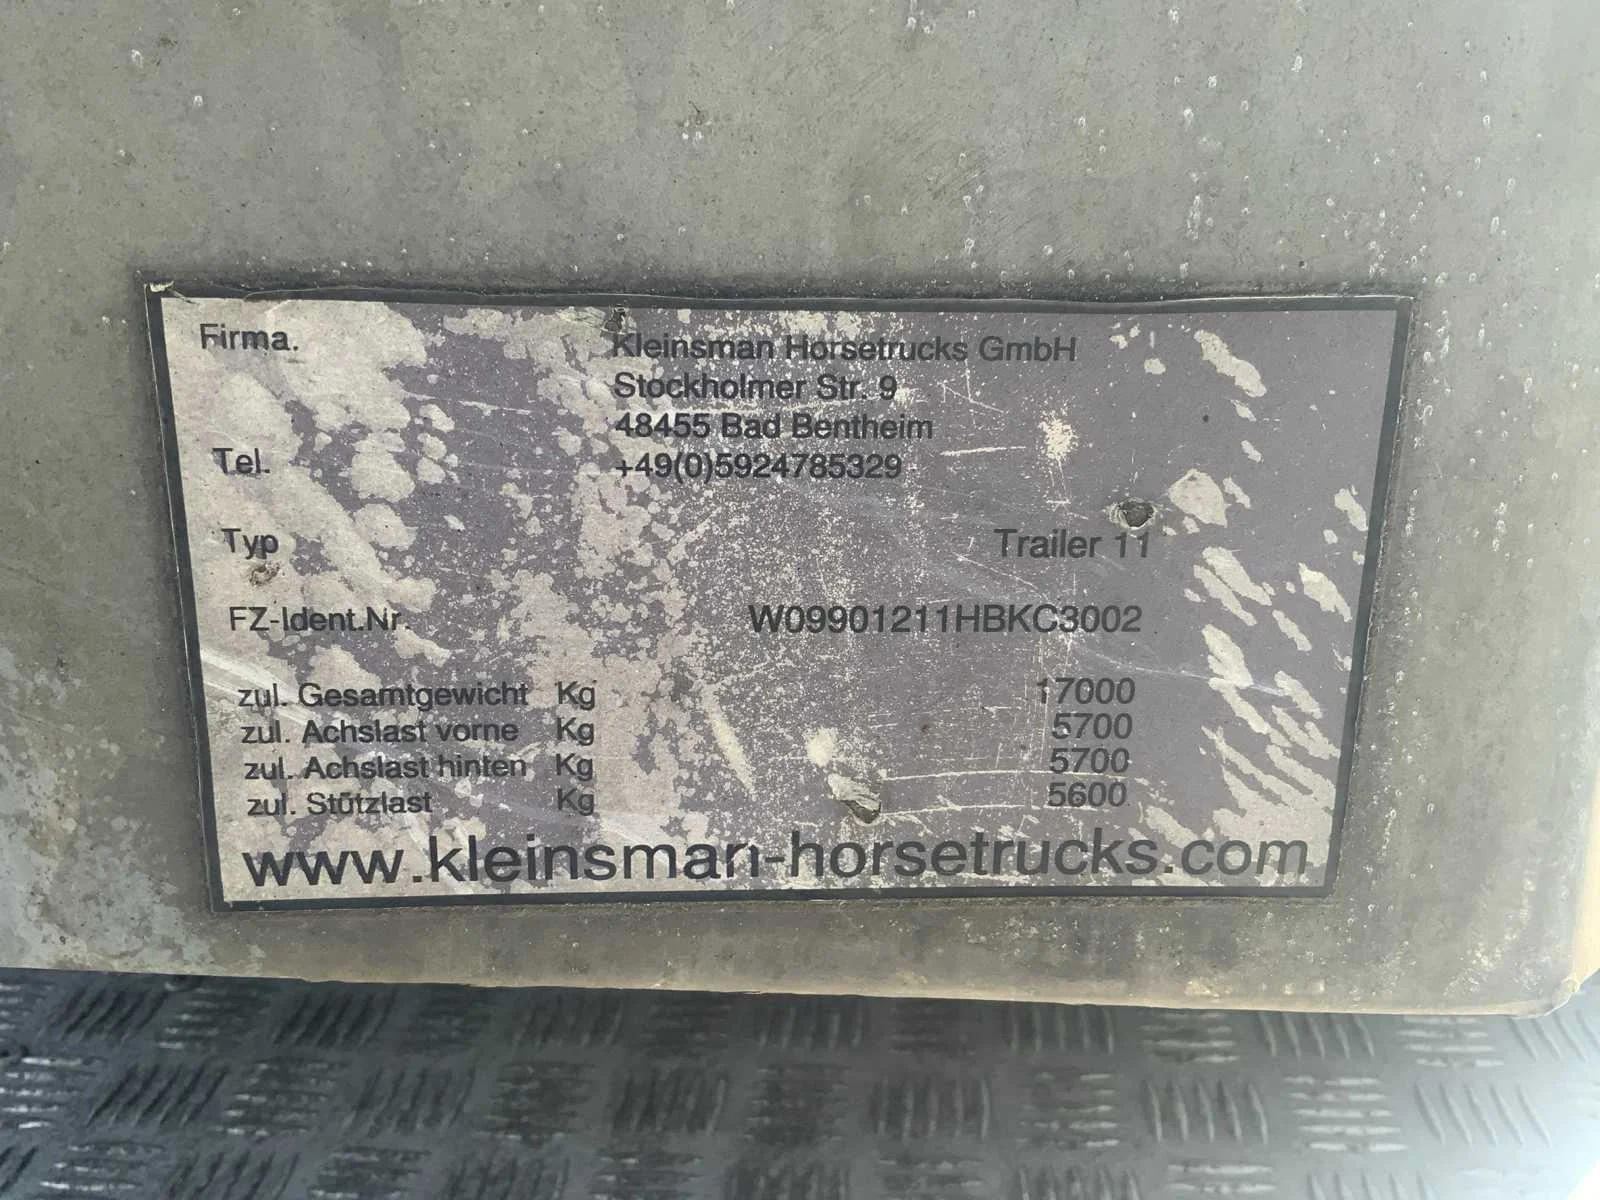 Firma. Kleinsman Horsetrucks GmbH
Stockholmer Str. 9
48455 Bad Bentheim
Tel. +49(0)5924785329
Typ Trailer 11
FZ-Ident.Nr. W09901211HBKC3002
zul. Gesamtgewicht Kg 17000
zul. Achslast vorne Kg 5700
zul. Achslast hinten Kg 5700
zul. Stützlast Kg 5600
www.kleinsman-horsetrucks.com